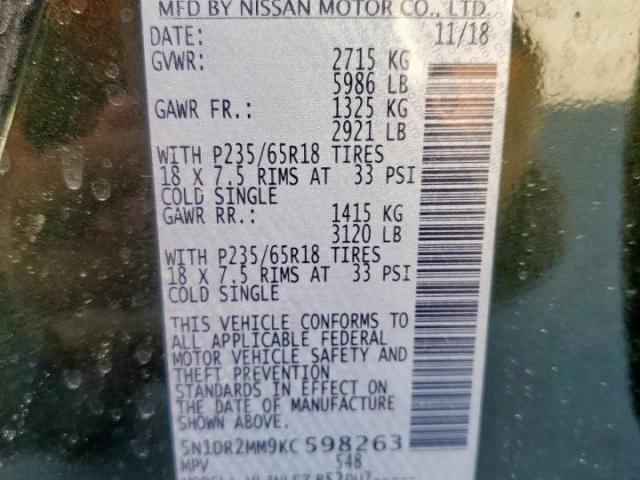 MFD BY NISSAN MOTOR CO., LTD.
DATE: 11/18
GVWR: 2715 KG
5986 LB
GAWR FR.: 1325 KG
2921 LB
WITH P235/65R18 TIRES
18 X 7.5 RIMS AT 33 PSI
COLD SINGLE
GAWR RR.: 1415 KG
3120 LB
WITH P235/65R18 TIRES
18 X 7.5 RIMS AT 33 PSI
COLD SINGLE
THIS VEHICLE CONFORMS TO
ALL APPLICABLE FEDERAL
MOTOR VEHICLE SAFETY AND
THEFT PREVENTION
STANDARDS IN EFFECT ON
THE DATE OF MANUFACTURE
SHOWN ABOVE.
5N1DR2MM9KC598263
MPV 548